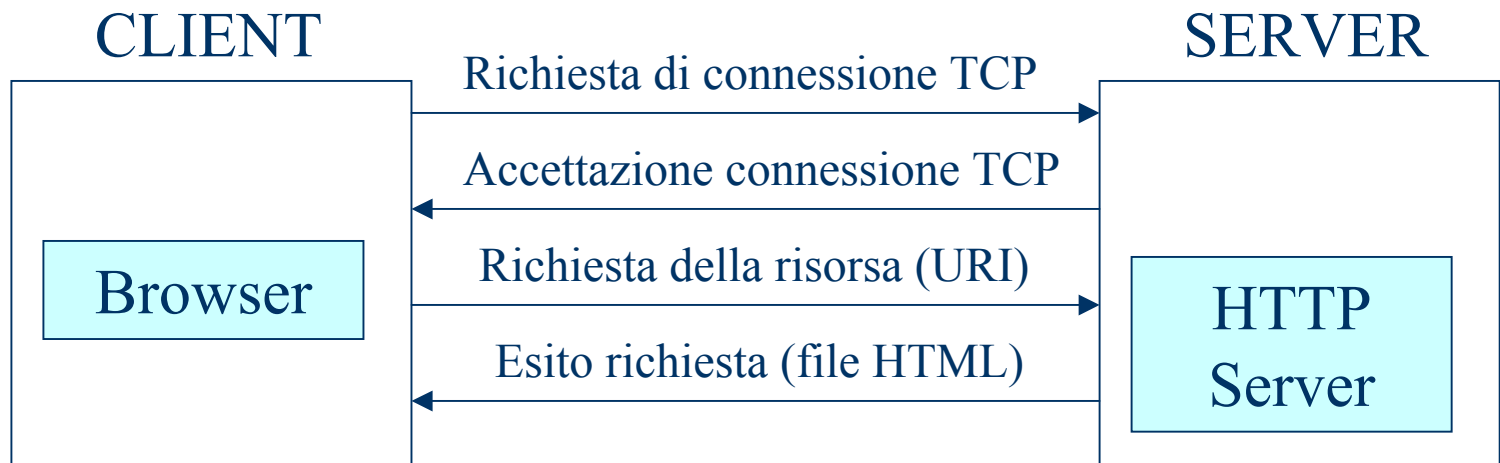 CLIENT
SERVER
Richiesta di connessione TCP
Accettazione connessione TCP
Richiesta della risorsa (URI)
Browser
HTTP
Server
Esito richiesta (file HTML)